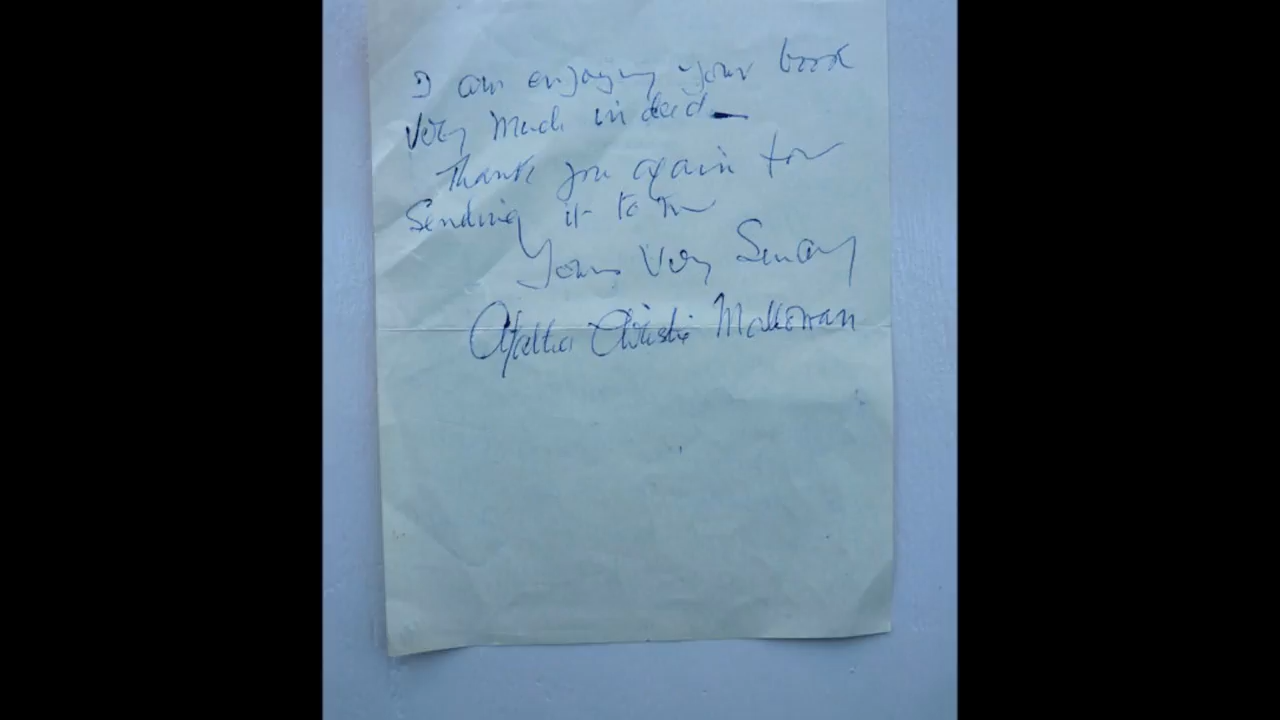 I am enjoying your book
Very Much indeed_
Thank you again for
Sending it to me
Yours Very Sincerely
Agatha Christie Mallowan